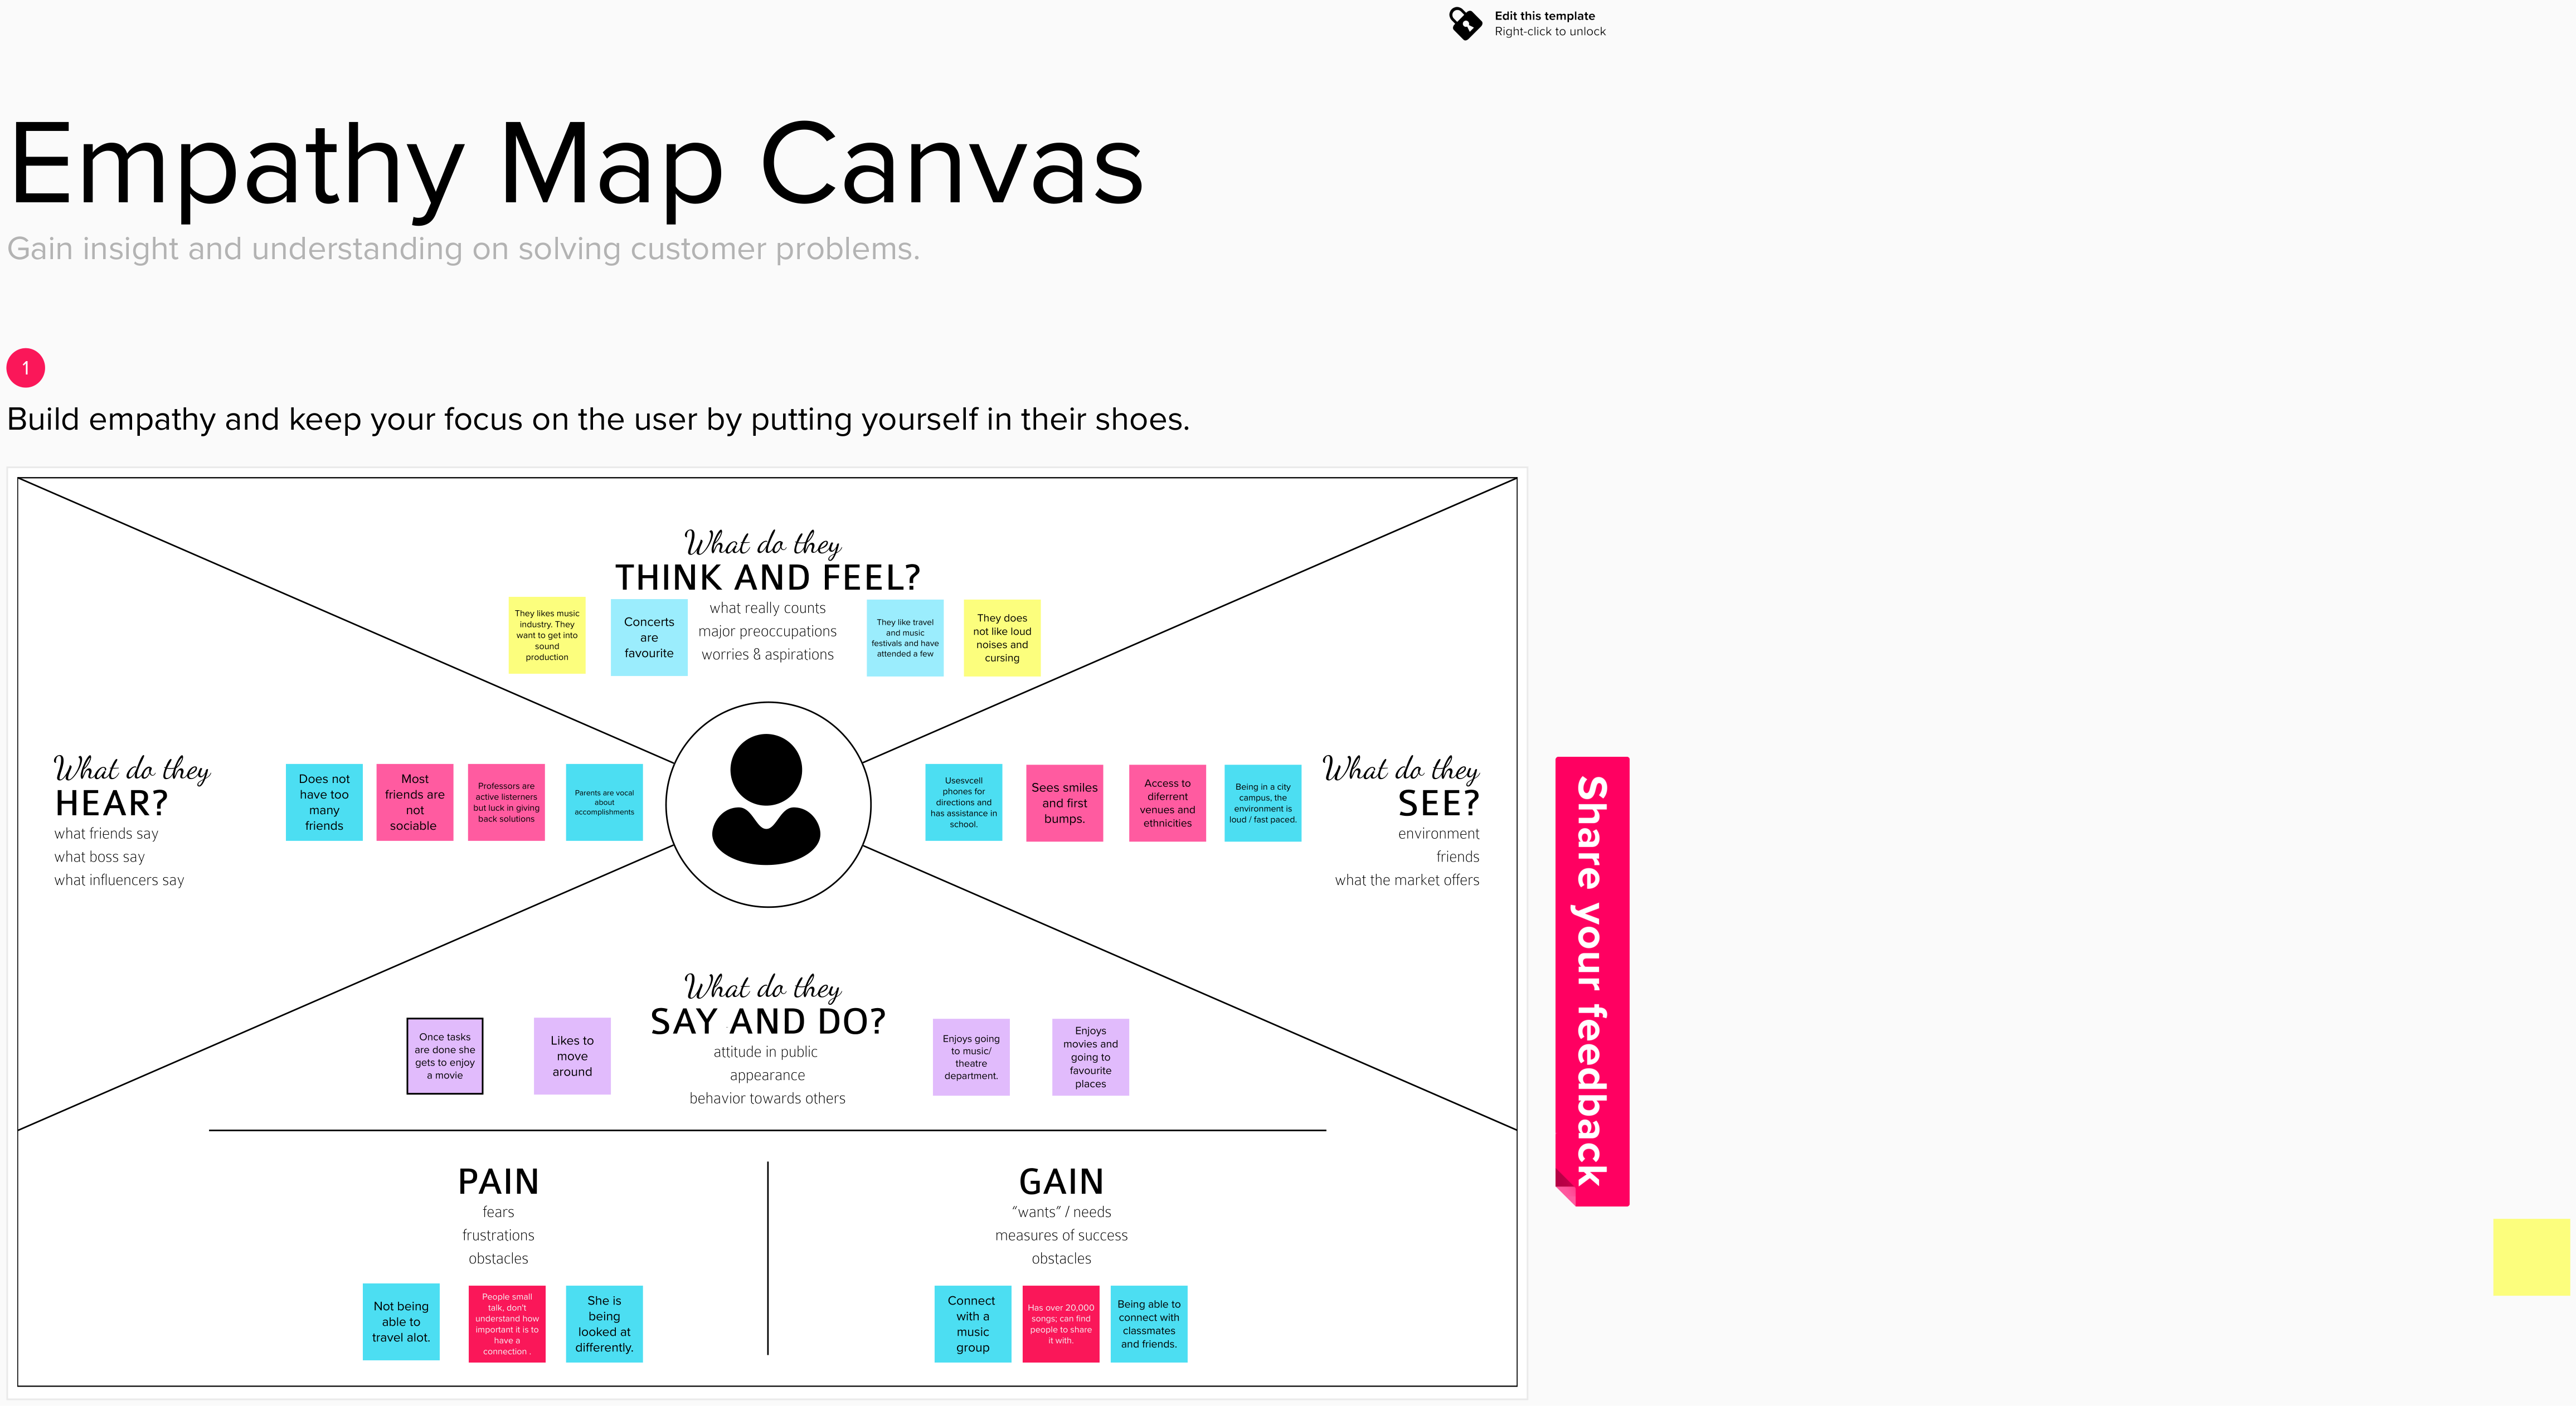 Edit this template
Right-click to unlock
Empathy Map Canvas
Gain insight and understanding on solving customer problems.
1
Build empathy and keep your focus on the user by putting yourself in their shoes.
What do they
THINK AND FEEL?
what really counts
major preoccupations
worries & aspirations
They likes music
industry. They
want to get into
sound
production
Concerts
are
favourite
They like travel
and music
festivals and have
attended a few
They does
not like loud
noises and
cursing
What do they
HEAR?
what friends say
what boss say
what influencers say
Does not
have too
many
friends
Most
friends are
not
sociable
Professors are
active listerners
but luck in giving
back solutions
Parents are vocal
about
accomplishments
Usesvcell
phones for
directions and
has assistance in
school.
Sees smiles
and first
bumps.
Access to
diferrent
venues and
ethnicities
Being in a city
campus, the
environment is
loud / fast paced.
What do they
SEE?
environment
friends
what the market offers
What do they
SAY AND DO?
attitude in public
appearance
behavior towards others
Once tasks
are done she
gets to enjoy
a movie
Likes to
move
around
Enjoys going
to music/
theatre
department.
Enjoys
movies and
going to
favourite
places
PAIN
fears
frustrations
obstacles
Not being
able to
travel alot.
People small
talk, don't
understand how
important it is to
have a
connection .
She is
being
looked at
differently.
GAIN
“wants” / needs
measures of success
obstacles
Connect
with a
music
group
Has over 20,000
songs; can find
people to share
it with.
Being able to
connect with
classmates
and friends.
Share your feedback